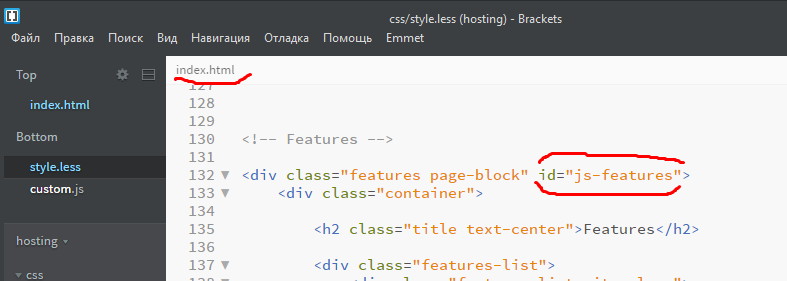 css/style.less (hosting) - Brackets
Файл Правка Поиск Вид Навигация Отладка Помощь Emmet
Top
index.html
Bottom
style.less
custom.js
hosting
css
index.html
127
128
129
130 <!-- Features -->
131
132 <div class="features page-block" id="js-features">
133 <div class="container">
134
135 <h2 class="title text-center">Features</h2>
136
137 <div class="features-list">